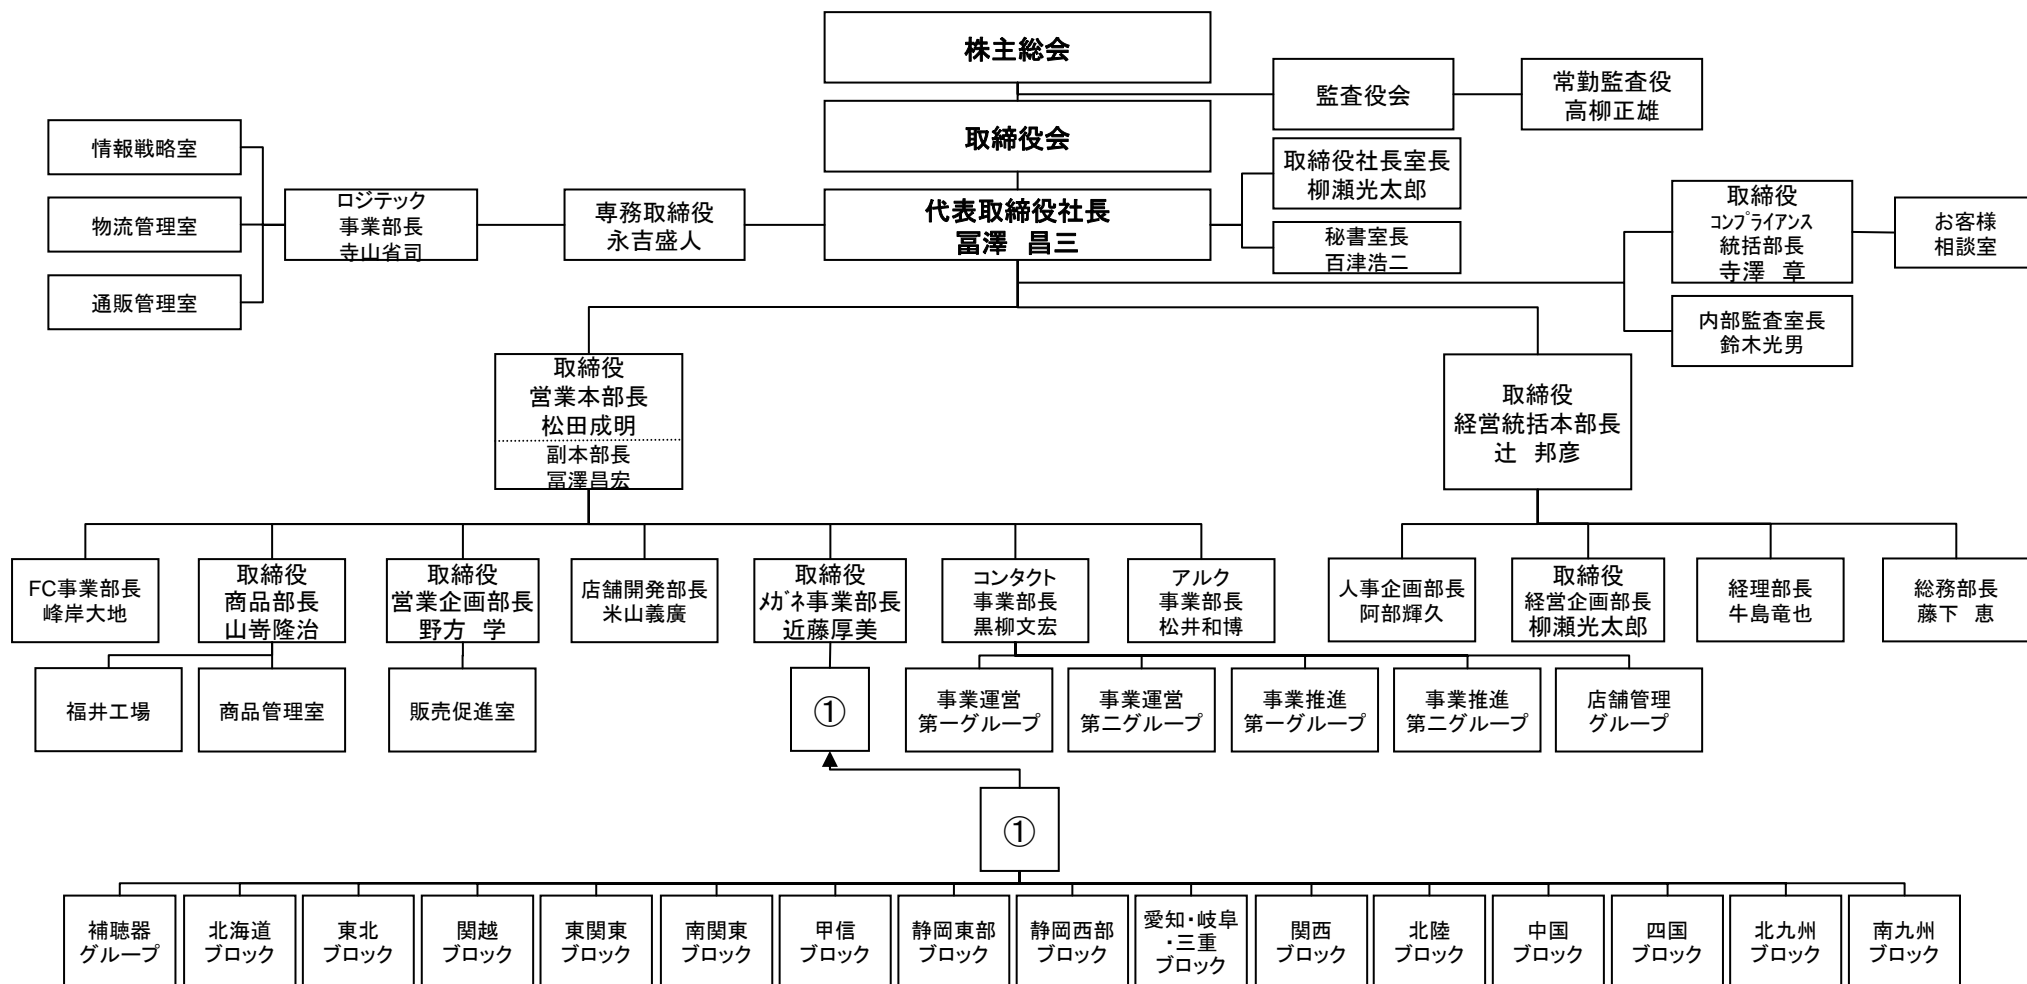 株主総会
監査役会
常勤監査役
高柳正雄
取締役会
情報戦略室
物流管理室
通販管理室
ロジテック
事業部長
寺山省司
専務取締役
永吉盛人
代表取締役社長
冨澤　昌三
取締役社長室長
柳瀬光太郎
秘書室長
百津浩二
取締役
ｺﾝﾌﾟﾗｲｱﾝｽ
統括部長
寺澤　章
お客様
相談室
内部監査室長
鈴木光男
取締役
営業本部長
松田成明
副本部長
冨澤昌宏
取締役
経営統括本部長
辻　邦彦
FC事業部長
峰岸大地
取締役
商品部長
山嵜隆治
取締役
営業企画部長
野方　学
店舗開発部長
米山義廣
取締役
ﾒｶﾞﾈ事業部長
近藤厚美
コンタクト
事業部長
黒柳文宏
アルク
事業部長
松井和博
人事企画部長
阿部輝久
取締役
経営企画部長
柳瀬光太郎
経理部長
牛島竜也
総務部長
藤下　恵
福井工場
商品管理室
販売促進室
①
事業運営
第一グループ
事業運営
第二グループ
事業推進
第一グループ
事業推進
第二グループ
店舗管理
グループ
①
補聴器
グループ
北海道
ブロック
東北
ブロック
関越
ブロック
東関東
ブロック
南関東
ブロック
甲信
ブロック
静岡東部
ブロック
静岡西部
ブロック
愛知・岐阜
・三重
ブロック
関西
ブロック
北陸
ブロック
中国
ブロック
四国
ブロック
北九州
ブロック
南九州
ブロック